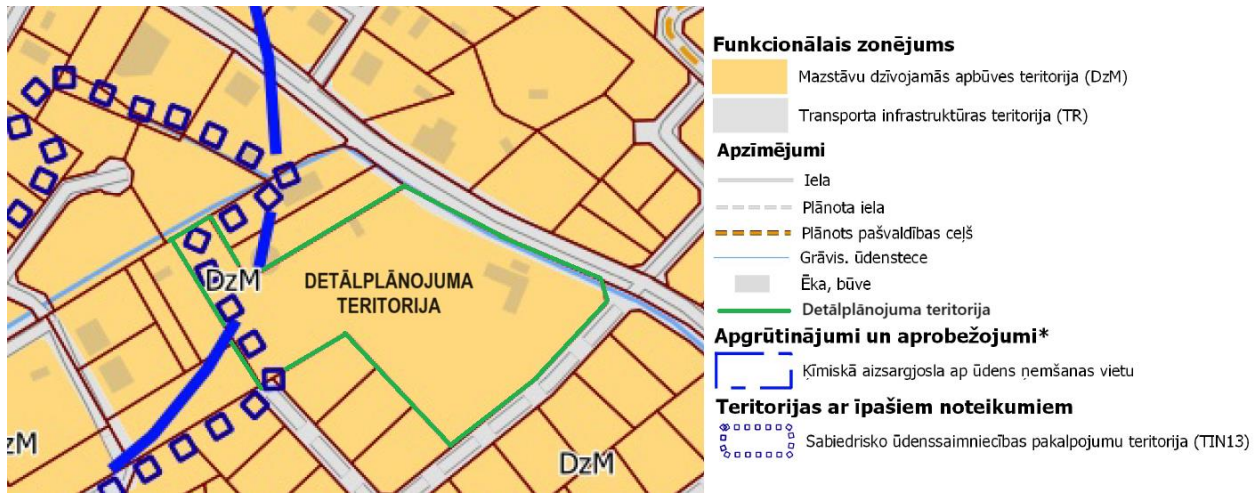 DzM
DETĀLPLĀNOJUMA
TERITORIJA
zM
DzM
Funkcionālais zonējums
Mazstāvu dzīvojamās apbūves teritorija (DzM)
Transporta infrastruktūras teritorija (TR)
Apzīmējumi
Iela
Plānota iela
Plānots pašvaldības ceļš
Grāvis. ūdenstece
Ēka, būve
Detālplānojuma teritorija
Apgrūtinājumi un aprobežojumi*
Ķīmiskā aizsargjosla ap ūdens ņemšanas vietu
Teritorijas ar īpašiem noteikumiem
Sabiedrisko ūdenssaimniecības pakalpojumu teritorija (TIN13)